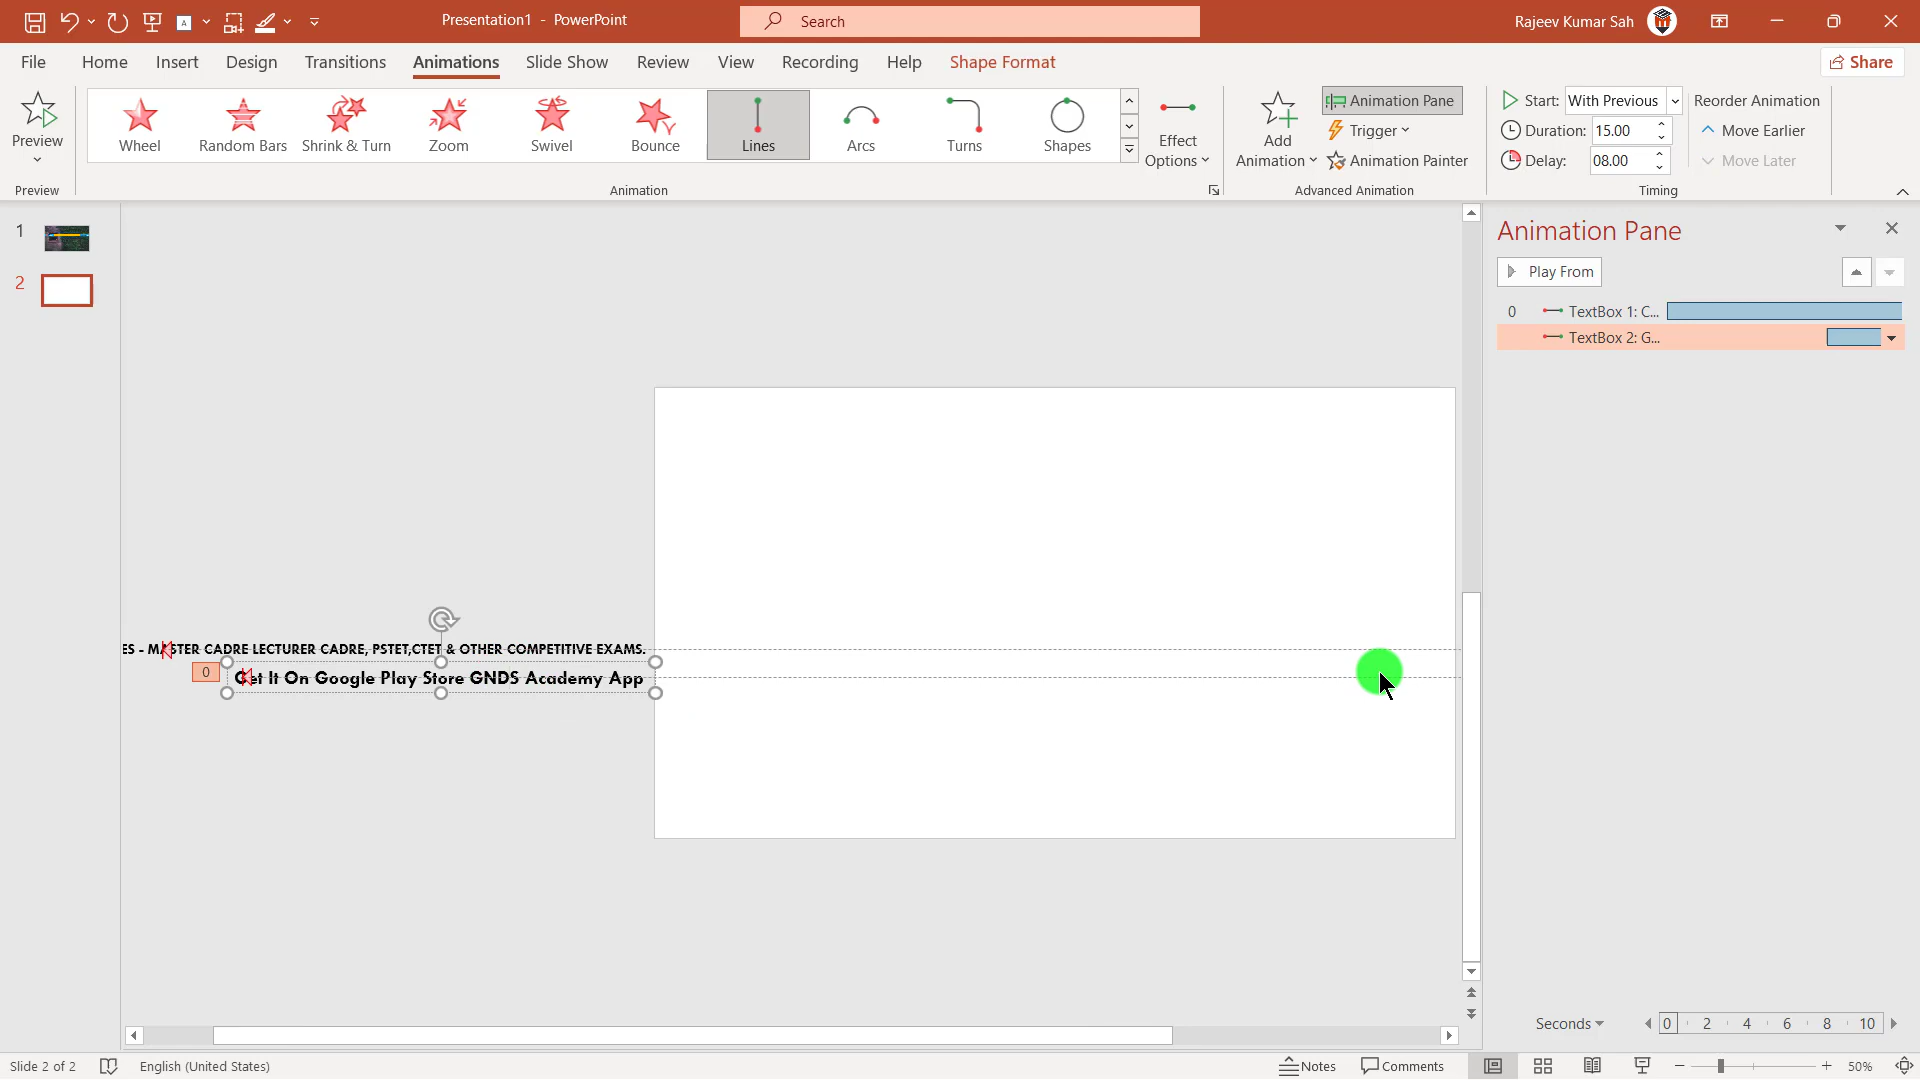 Presentation1 - PowerPoint
Search
Rajeev Kumar Sah
File Home Insert Design Transitions Animations Slide Show Review View Recording Help Shape Format
Share
Preview
Preview
Wheel
Random Bars
Shrink & Turn
Zoom
Swivel
Bounce
Lines
Arcs
Turns
Shapes
Animation
Effect
Options
Add
Animation
Animation Pane
Trigger
Animation Painter
Advanced Animation
Start: With Previous
Duration: 15.00
Delay: 08.00
Timing
Reorder Animation
Move Earlier
Move Later
1
2
ES - MASTER CADRE LECTURER CADRE, PSTET,CTET & OTHER COMPETITIVE EXAMS.
0
Get It On Google Play Store GNDS Academy App
Animation Pane
Play From
0 TextBox 1: C...
TextBox 2: G...
Seconds 0 2 4 6 8 10
Slide 2 of 2
English (United States)
Notes
Comments
50%